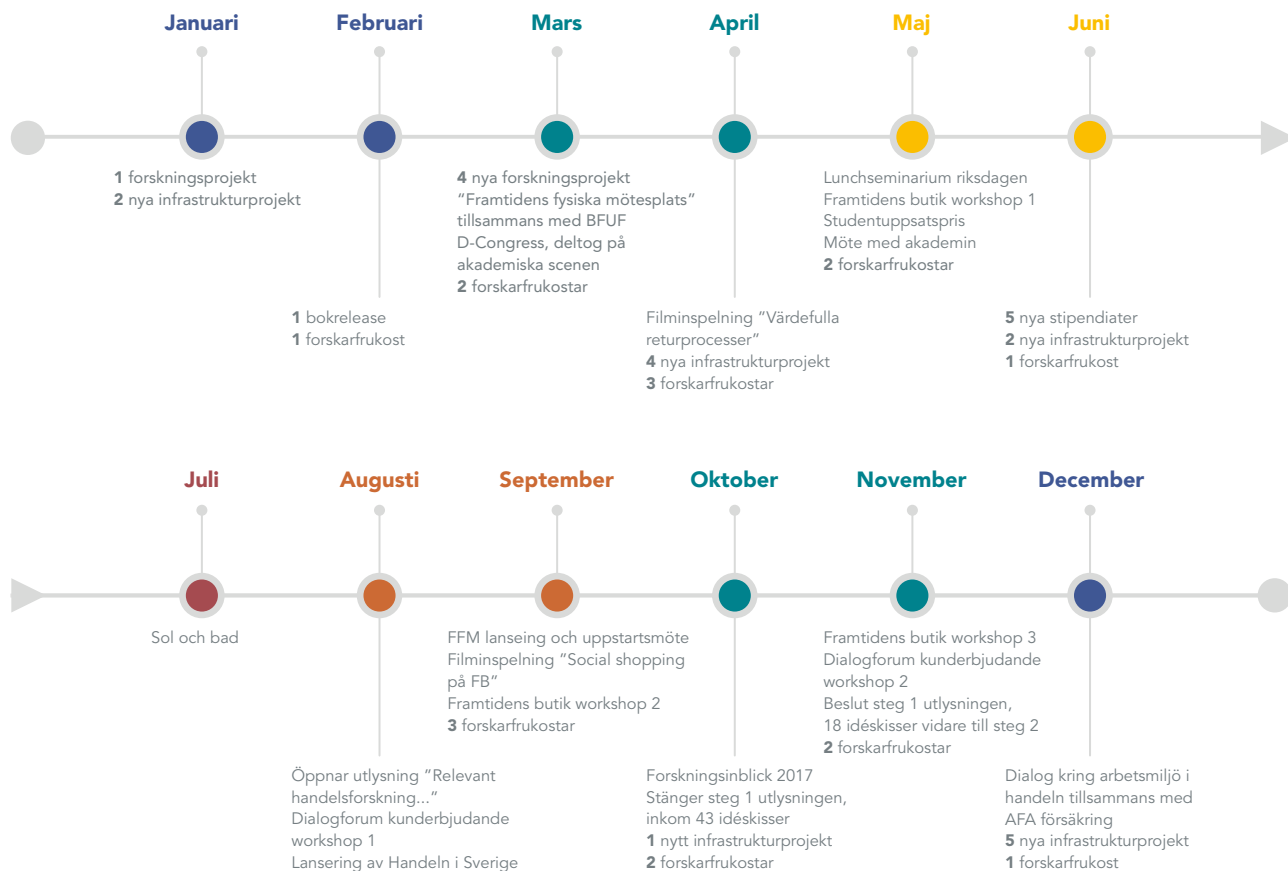 Januari
Februari
Mars
April
Maj
Juni
1 forskningsprojekt
2 nya infrastrukturprojekt
1 bokrelease
1 forskarfrukost
4 nya forskningsprojekt
”Framtidens fysiska mötesplats”
tillsammans med BFUF
D-Congress, deltog på
akademiska scenen
2 forskarfrukostar
Filminspelning ”Värdefulla
returprocesser”
4 nya infrastrukturprojekt
3 forskarfrukostar
Lunchseminarium riksdagen
Framtidens butik workshop 1
Studentuppsatspris
Möte med akademin
2 forskarfrukostar
5 nya stipendiater
2 nya infrastrukturprojekt
1 forskarfrukost
Juli
Augusti
September
Oktober
November
December
Sol och bad
Öppnar utlysning ”Relevant
handelsforskning...”
Dialogforum kunderbjudande
workshop 1
Lansering av Handeln i Sverige
FFM lanseing och uppstartsmöte
Filminspelning ”Social shopping
på FB”
Framtidens butik workshop 2
3 forskarfrukostar
Forskningsinblick 2017
Stänger steg 1 utlysningen,
inkom 43 idéskisser
1 nytt infrastrukturprojekt
2 forskarfrukostar
Framtidens butik workshop 3
Dialogforum kunderbjudande
workshop 2
Beslut steg 1 utlysningen,
18 idéskisser vidare till steg 2
2 forskarfrukostar
Dialog kring arbetsmiljö i
handeln tillsammans med
AFA försäkring
5 nya infrastrukturprojekt
1 forskarfrukost